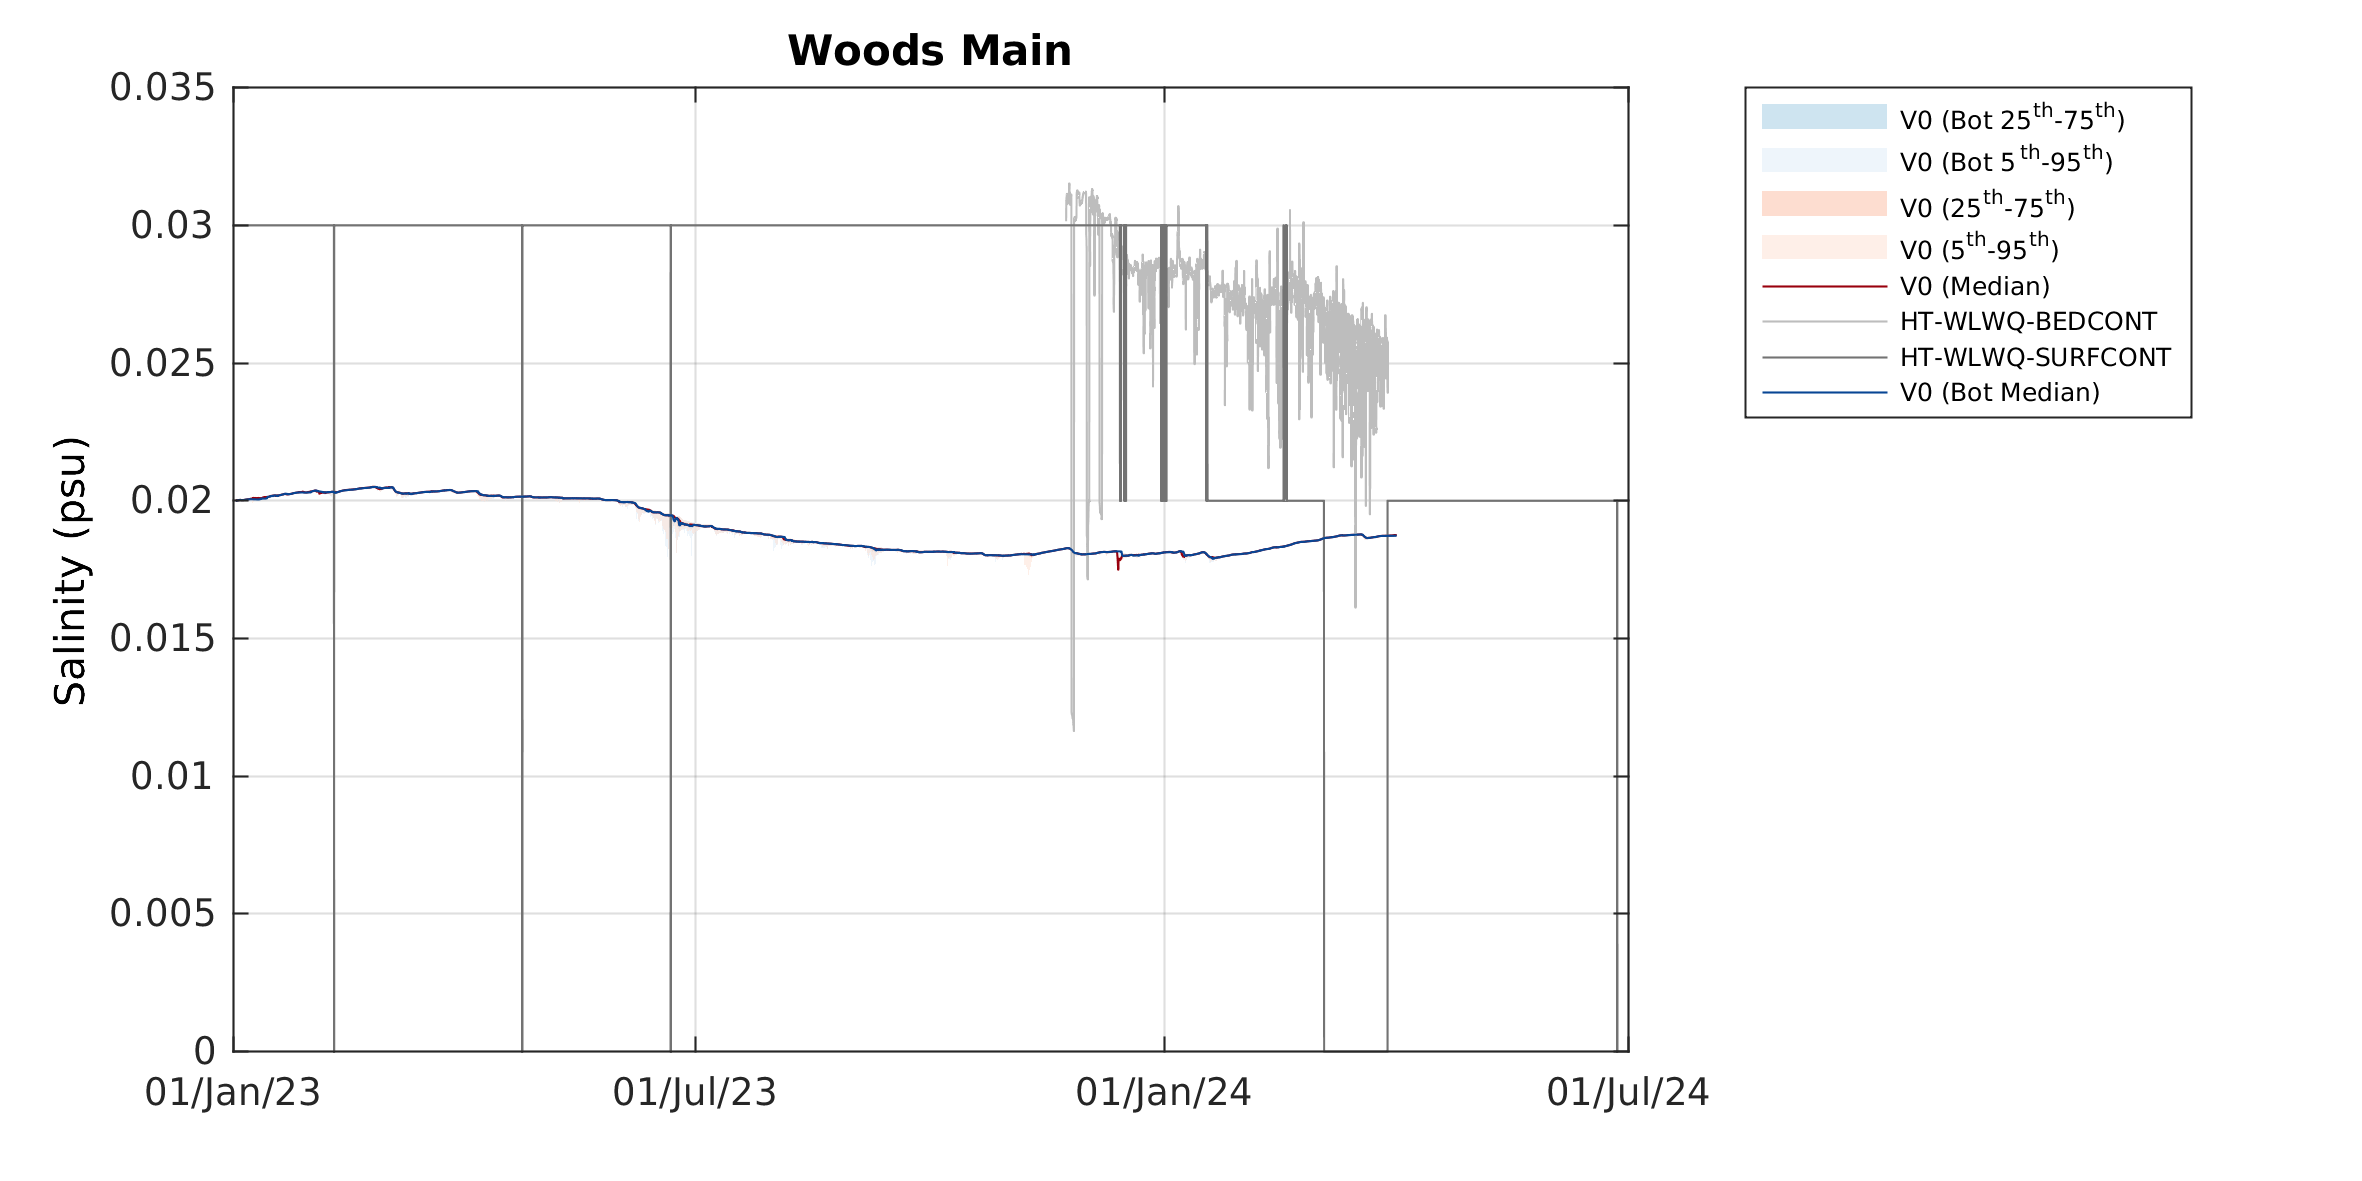 Woods Main
0.035
0.03
0.025
0.02
0.015
0.01
0.005
0
Salinity (psu)
01/Jan/23
01/Jul/23
01/Jan/24
01/Jul/24
V0 (Bot 25th-75th)
V0 (Bot 5th-95th)
V0 (25th-75th)
V0 (5th-95th)
V0 (Median)
HT-WLWQ-BEDCONT
HT-WLWQ-SURFCONT
V0 (Bot Median)